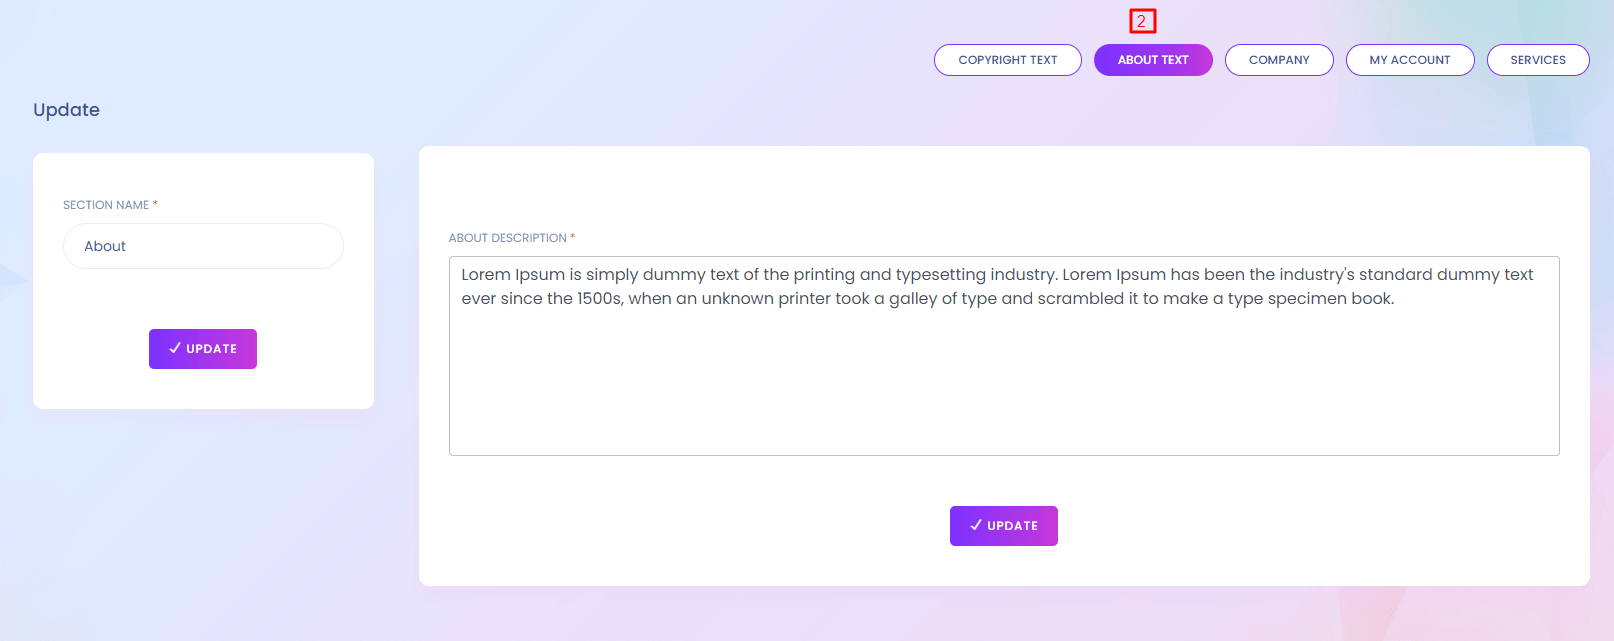 2
COPYRIGHT TEXT
ABOUT TEXT
COMPANY
MY ACCOUNT
SERVICES
Update
SECTION NAME *
About
✓ UPDATE
ABOUT DESCRIPTION *
Lorem Ipsum is simply dummy text of the printing and typesetting industry. Lorem Ipsum has been the industry's standard dummy text
ever since the 1500s, when an unknown printer took a galley of type and scrambled it to make a type specimen book.
✓ UPDATE